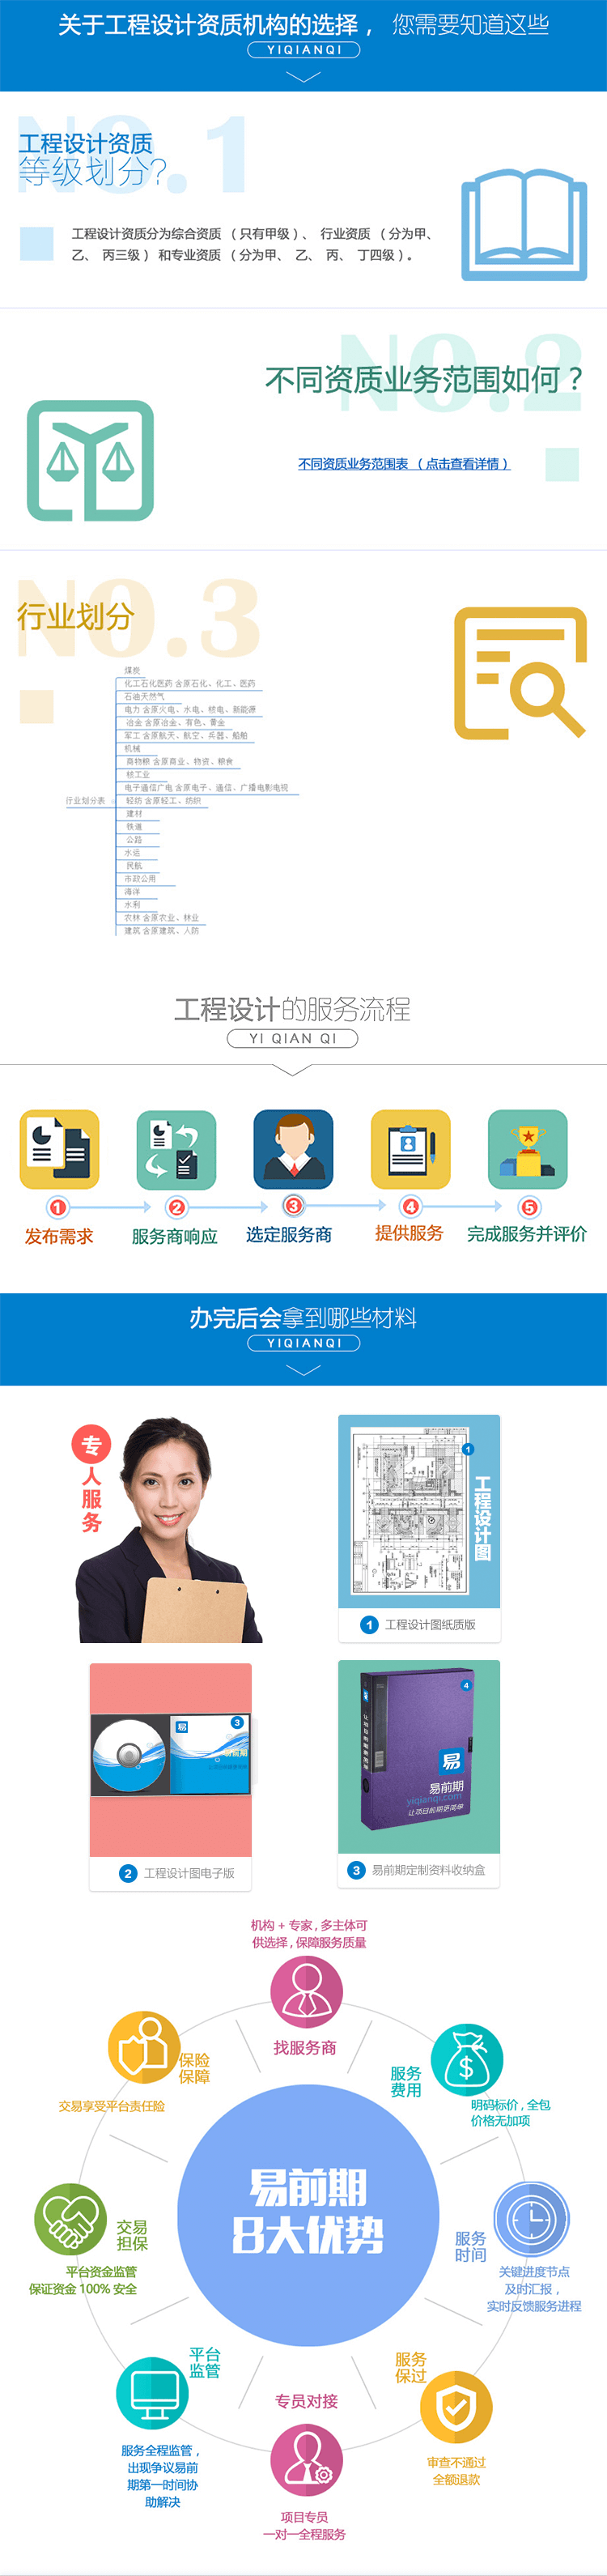 关于工程设计资质机构的选择， 您需要知道这些
YIQIANQI
NO.1
工程设计资质
等级划分?
工程设计资质分为综合资质 （只有甲级）、 行业资质 （分为甲、
乙、 丙三级） 和专业资质 （分为甲、 乙、 丙、 丁四级）。
NO.2
不同资质业务范围如何？
不同资质业务范围表 （点击查看详情）
NO.3
行业划分
煤炭
化工石化医药 含原石化、化工、医药
石油天然气
电力 含原火电、水电、核电、新能源
冶金 含原冶金、有色、黄金
军工 含原航天、航空、兵器、船舶
机械
商物粮 含原商业、物资、粮食
核工业
电子通信广电 含原电子、通信、广播电影电视
行业划分表
轻纺 含原轻工、纺织
建材
铁道
公路
水运
民航
市政公用
海洋
水利
农林 含原农业、林业
建筑 含原建筑、人防
工程设计的服务流程
YI QIAN QI
1
2
3
4
5
发布需求
服务商响应
选定服务商
提供服务
完成服务并评价
办完后会拿到哪些材料
YIQIANQI
专
人
服
务
1
工程设计图
1 工程设计图纸质版
易
3
易前期
2 工程设计图电子版
4
让项目前期更简单
易
易前期
yiqianqi.com
让项目前期更简单
3 易前期定制资料收纳盒
机构 + 专家，多主体可
供选择，保障服务质量
找服务商
保险
保障
交易享受平台责任险
服务
费用
$
明码标价，全包
价格无加项
易前期
8大优势
交易
担保
平台资金监管
保证资金 100% 安全
服务
时间
关键进度节点
及时汇报，
实时反馈服务进程
平台
监管
服务全程监管，
出现争议易前
期第一时间协
助解决
服务
保过
审查不通过
全额退款
专员对接
项目专员
一对一全程服务